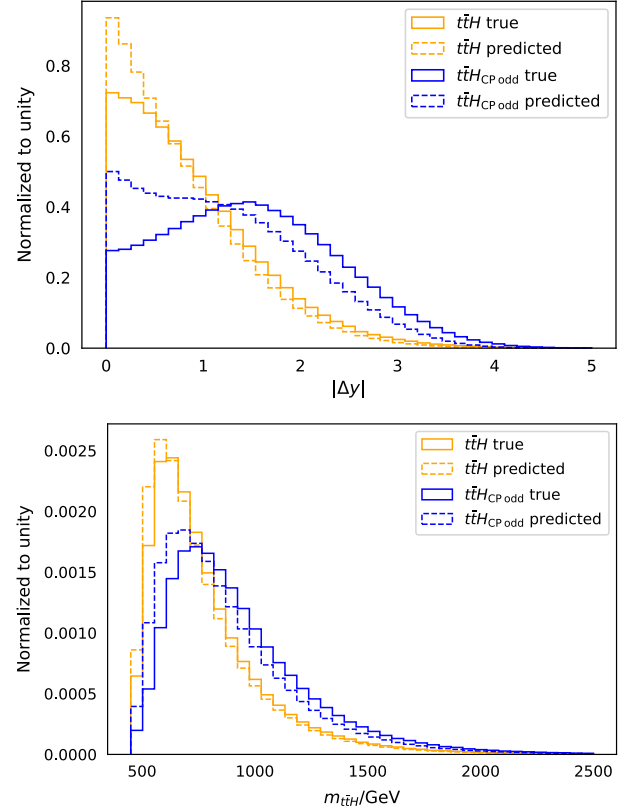 tt̄H true
tt̄H predicted
tt̄H_CP odd true
tt̄H_CP odd predicted
0.8
0.6
0.4
0.2
0.0
Normalized to unity
0 1 2 3 4 5
|Δy|
tt̄H true
tt̄H predicted
tt̄H_CP odd true
tt̄H_CP odd predicted
0.0025
0.0020
0.0015
0.0010
0.0005
0.0000
Normalized to unity
500 1000 1500 2000 2500
m_tt̄H/GeV